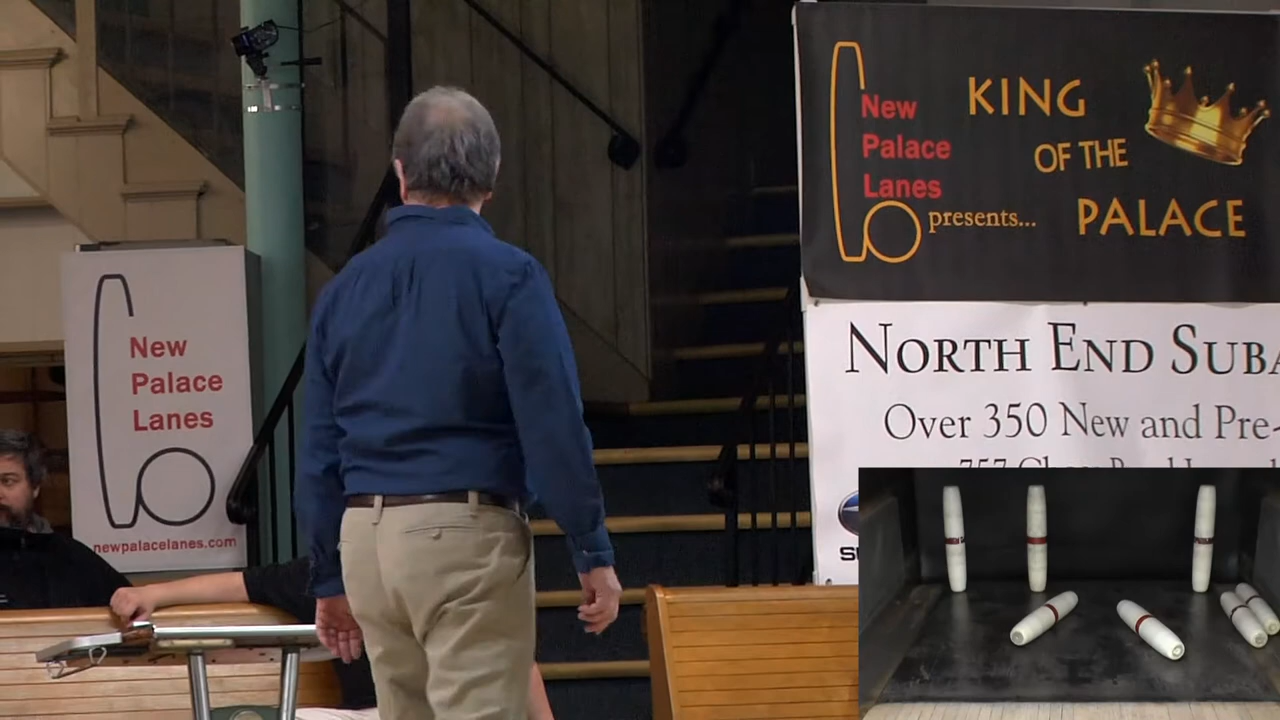 New
Palace
Lanes
newpalacelanes.com
New
Palace
Lanes
presents...
KING
OF THE
PALACE
NORTH END SUBA
Over 350 New and Pre-